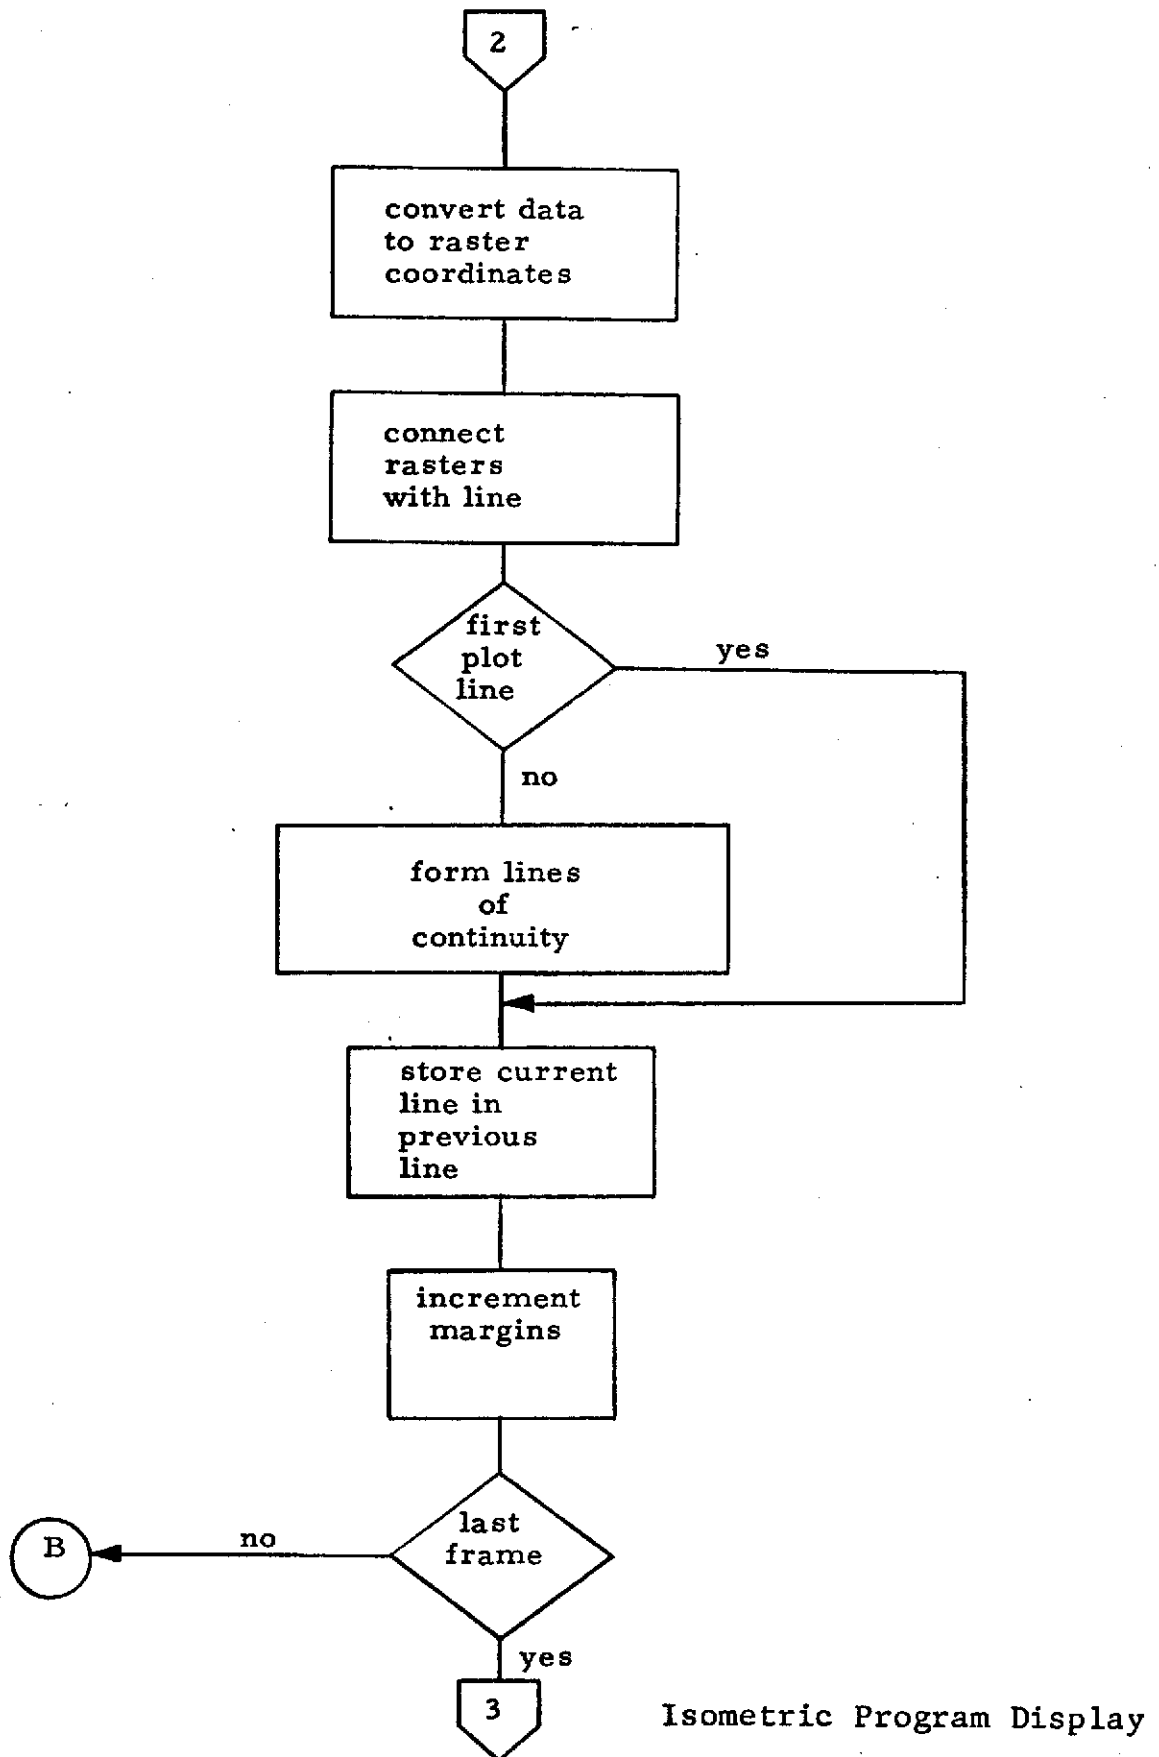 2
convert data
to raster
coordinates
connect
rasters
with line
first
plot
line
yes
no
form lines
of
continuity
store current
line in
previous
line
increment
margins
last
frame
no
B
yes
3
Isometric Program Display